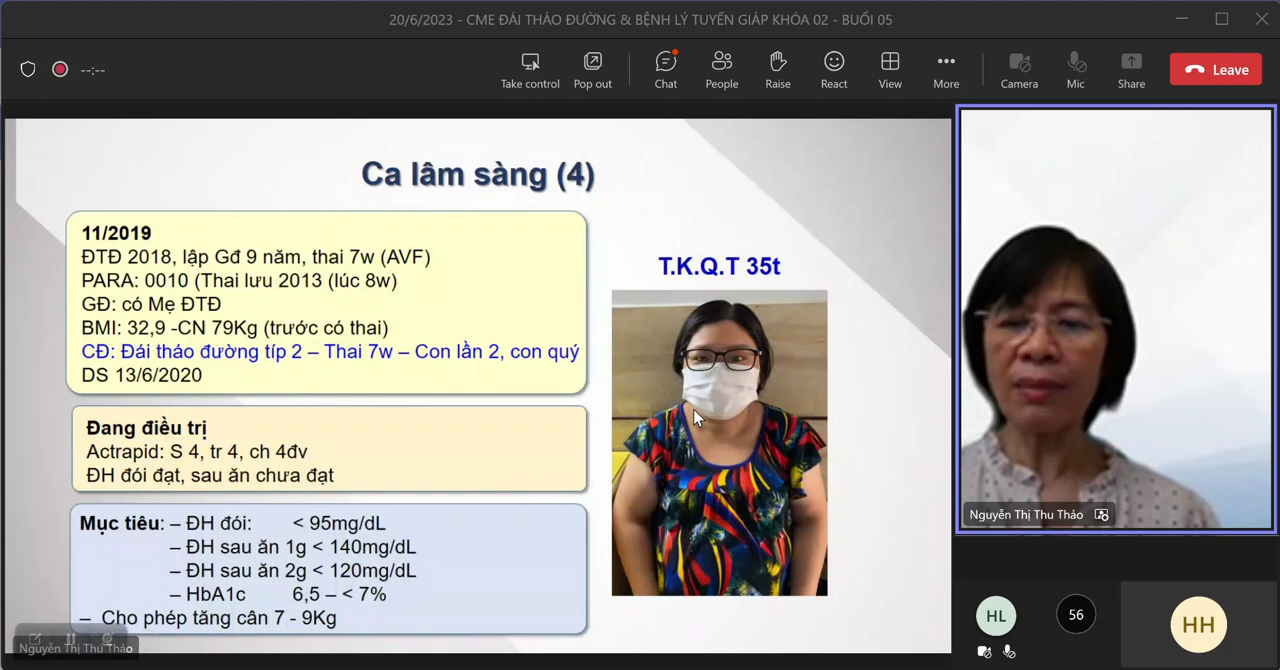 20/6/2023 - CME ĐÁI THÁO ĐƯỜNG & BỆNH LÝ TUYẾN GIÁP KHÓA 02 - BUỔI 05
--:--
Take control
Pop out
Chat
People
Raise
React
View
More
Camera
Mic
Share
Leave
Ca lâm sàng (4)
11/2019
ĐTĐ 2018, lập Gđ 9 năm, thai 7w (AVF)
PARA: 0010 (Thai lưu 2013 (lúc 8w)
GĐ: có Mẹ ĐTĐ
BMI: 32,9 -CN 79Kg (trước có thai)
CĐ: Đái tháo đường típ 2 – Thai 7w – Con lần 2, con quý
DS 13/6/2020
Đang điều trị
Actrapid: S 4, tr 4, ch 4đv
ĐH đói đạt, sau ăn chưa đạt
Mục tiêu: – ĐH đói: < 95mg/dL
– ĐH sau ăn 1g < 140mg/dL
– ĐH sau ăn 2g < 120mg/dL
– HbA1c 6,5 – < 7%
– Cho phép tăng cân 7 - 9Kg
T.K.Q.T 35t
Nguyễn Thị Thu Thảo
Nguyễn Thị Thu Thảo
HL
56
HH